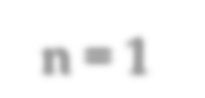 n = 1